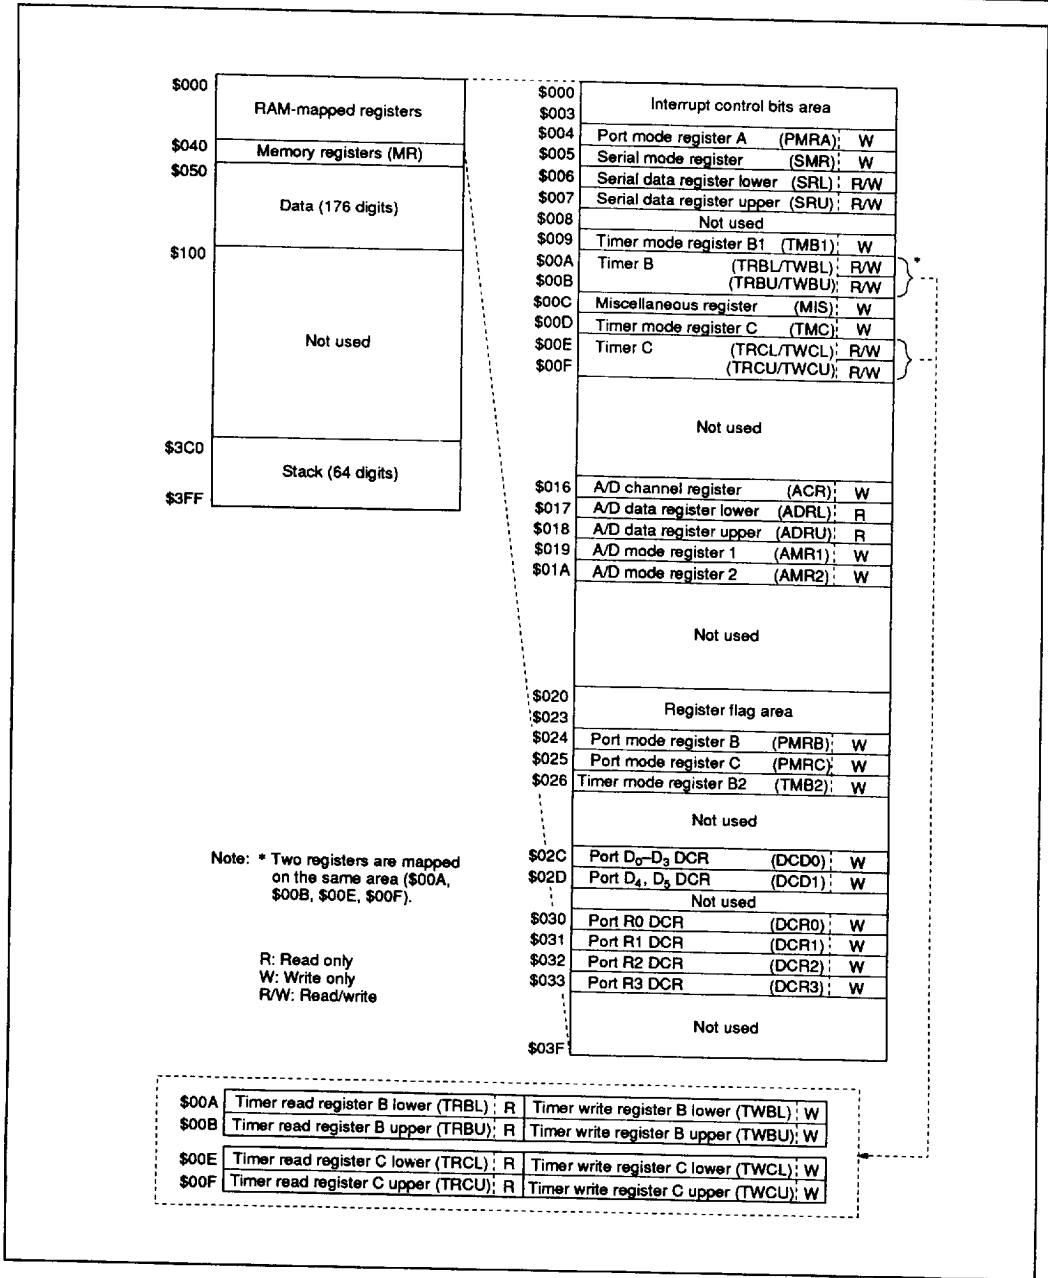 $000
RAM-mapped registers
$040
Memory registers (MR)
$050
Data (176 digits)
$100
Not used
$3C0
Stack (64 digits)
$3FF
$000
Interrupt control bits area
$003
$004 Port mode register A (PMRA) W
$005 Serial mode register (SMR) W
$006 Serial data register lower (SRL) R/W
$007 Serial data register upper (SRU) R/W
$008 Not used
$009 Timer mode register B1 (TMB1) W
$00A Timer B (TRBL/TWBL) R/W *
$00B (TRBU/TWBU) R/W
$00C Miscellaneous register (MIS) W
$00D Timer mode register C (TMC) W
$00E Timer C (TRCL/TWCL) R/W
$00F (TRCU/TWCU) R/W
Not used
$016 A/D channel register (ACR) W
$017 A/D data register lower (ADRL) R
$018 A/D data register upper (ADRU) R
$019 A/D mode register 1 (AMR1) W
$01A A/D mode register 2 (AMR2) W
Not used
$020
Register flag area
$023
$024 Port mode register B (PMRB) W
$025 Port mode register C (PMRC) W
$026 Timer mode register B2 (TMB2) W
Not used
$02C Port D0–D3 DCR (DCD0) W
$02D Port D4, D5 DCR (DCD1) W
Not used
$030 Port R0 DCR (DCR0) W
$031 Port R1 DCR (DCR1) W
$032 Port R2 DCR (DCR2) W
$033 Port R3 DCR (DCR3) W
Not used
$03F
Note: * Two registers are mapped
on the same area ($00A,
$00B, $00E, $00F).
R: Read only
W: Write only
R/W: Read/write
$00A Timer read register B lower (TRBL) R Timer write register B lower (TWBL) W
$00B Timer read register B upper (TRBU) R Timer write register B upper (TWBU) W
$00E Timer read register C lower (TRCL) R Timer write register C lower (TWCL) W
$00F Timer read register C upper (TRCU) R Timer write register C upper (TWCU) W